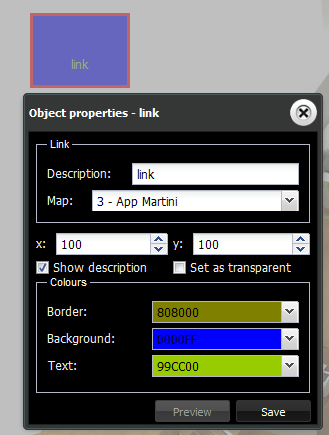 link
Object properties - link
Link
Description: link
Map: 3 - App Martini
x: 100 y: 100
Show description Set as transparent
Colours
Border: 808000
Background: 0000FF
Text: 99CC00
Preview Save